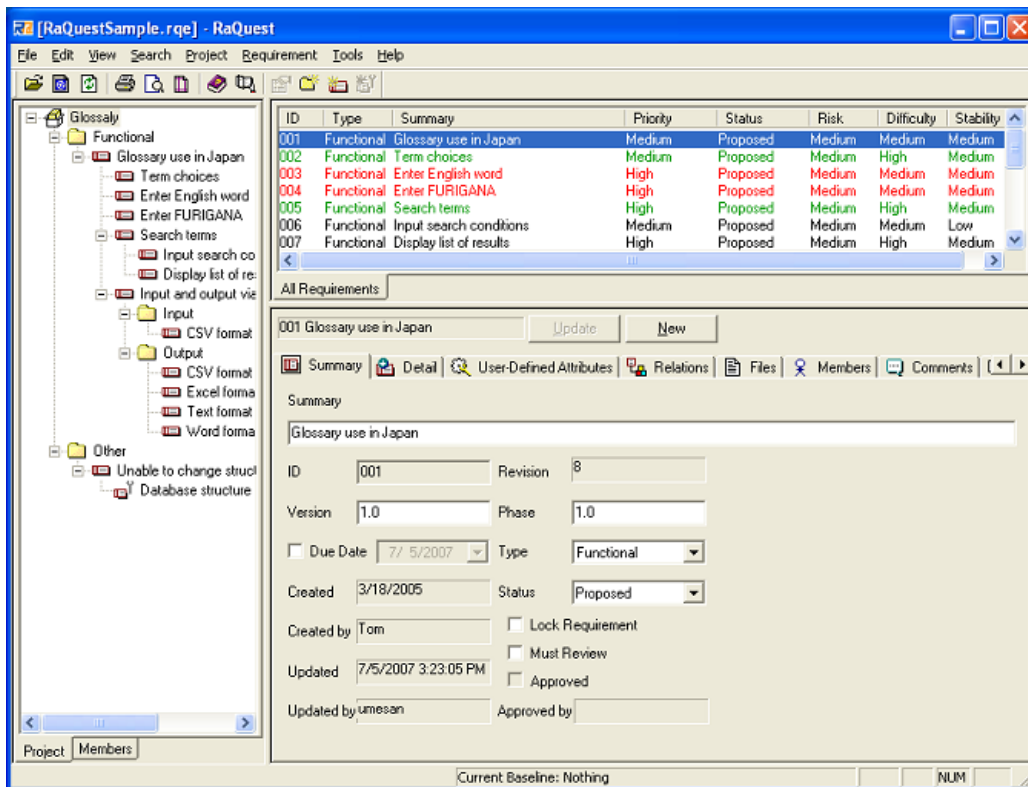 [RaQuestSample.rqe] - RaQuest
File Edit View Search Project Requirement Tools Help
Glossaly
Functional
Glossary use in Japan
Term choices
Enter English word
Enter FURIGANA
Search terms
Input search co
Display list of re
Input and output via
Input
CSV format
Output
CSV format
Excel forma
Text format
Word forma
Other
Unable to change struct
Database structure
Project Members
ID Type Summary Priority Status Risk Difficulty Stability
001 Functional Glossary use in Japan Medium Proposed Medium Medium Medium
002 Functional Term choices Medium Proposed Medium High Medium
003 Functional Enter English word High Proposed Medium Medium Medium
004 Functional Enter FURIGANA High Proposed Medium Medium Medium
005 Functional Search terms High Proposed Medium High Medium
006 Functional Input search conditions Medium Proposed Medium Medium Low
007 Functional Display list of results High Proposed Medium High Medium
All Requirements
001 Glossary use in Japan Update New
Summary Detail User-Defined Attributes Relations Files Members Comments
Summary
Glossary use in Japan
ID 001 Revision 8
Version 1.0 Phase 1.0
Due Date 7/ 5/2007 Type Functional
Created 3/18/2005 Status Proposed
Created by Tom Lock Requirement
Must Review
Updated 7/5/2007 3:23:05 PM
Approved
Updated by umesan Approved by
Current Baseline: Nothing NUM